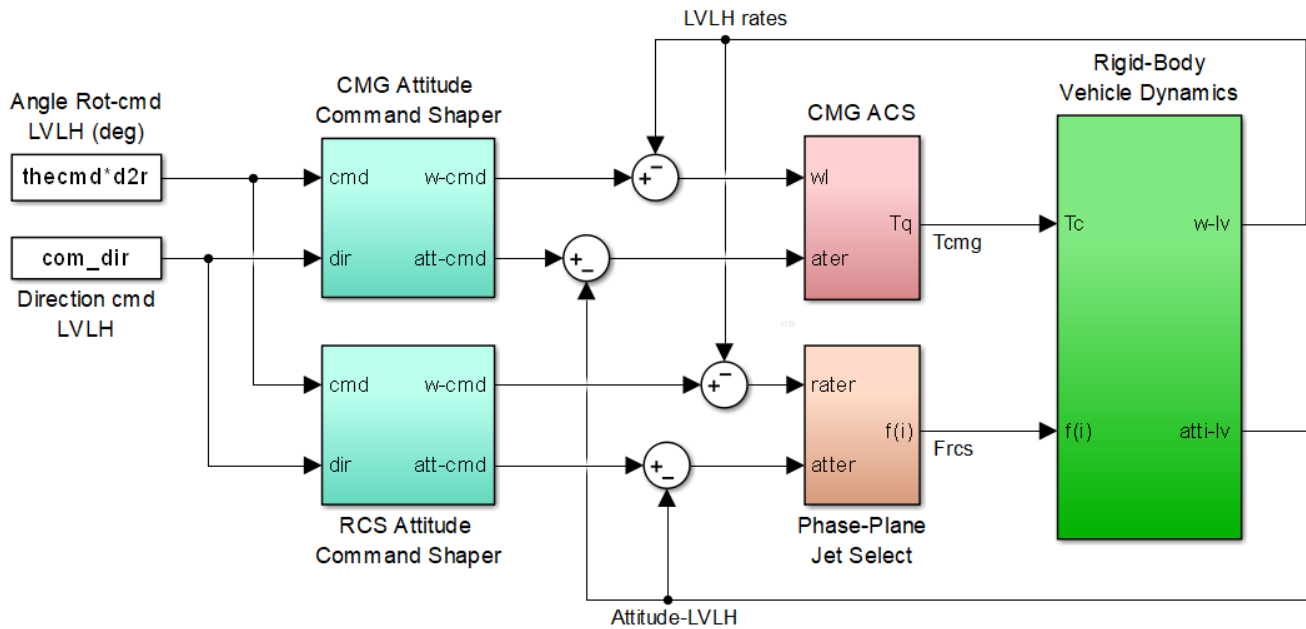 LVLH rates
Angle Rot-cmd
LVLH (deg)
thecmd*d2r
com_dir
Direction cmd
LVLH
CMG Attitude
Command Shaper
cmd
w-cmd
dir
att-cmd
cmd
w-cmd
dir
att-cmd
RCS Attitude
Command Shaper
+
−
+
−
+
−
+
−
CMG ACS
wl
Tq
ater
Tcmg
rater
f(i)
atter
Frcs
Phase-Plane
Jet Select
Rigid-Body
Vehicle Dynamics
Tc
w-lv
f(i)
atti-lv
Attitude-LVLH